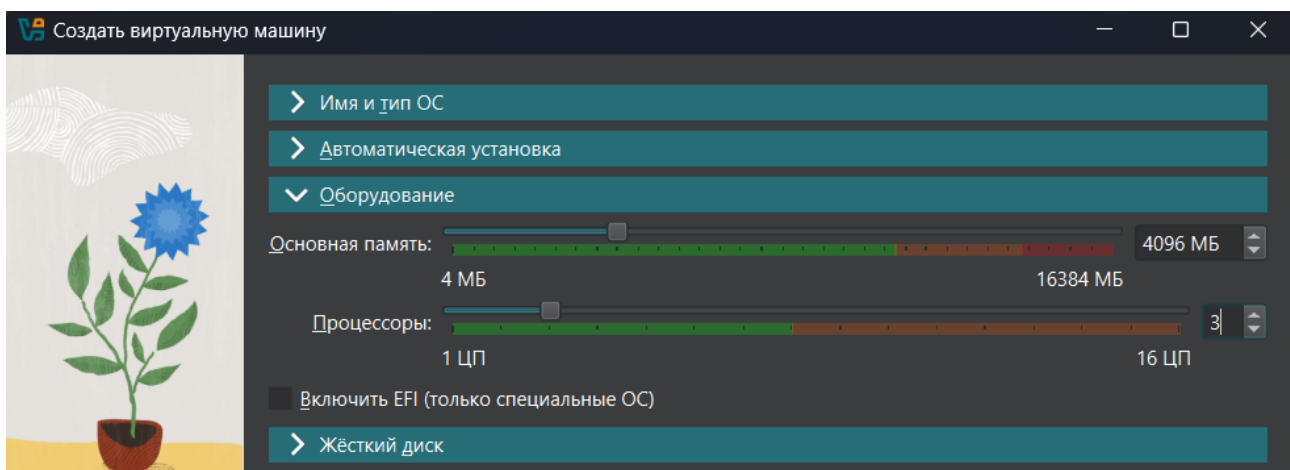 Создать виртуальную машину
Имя и тип ОС
Автоматическая установка
Оборудование
Основная память: 4096 МБ
4 МБ 16384 МБ
Процессоры: 3
1 ЦП 16 ЦП
Включить EFI (только специальные ОС)
Жёсткий диск